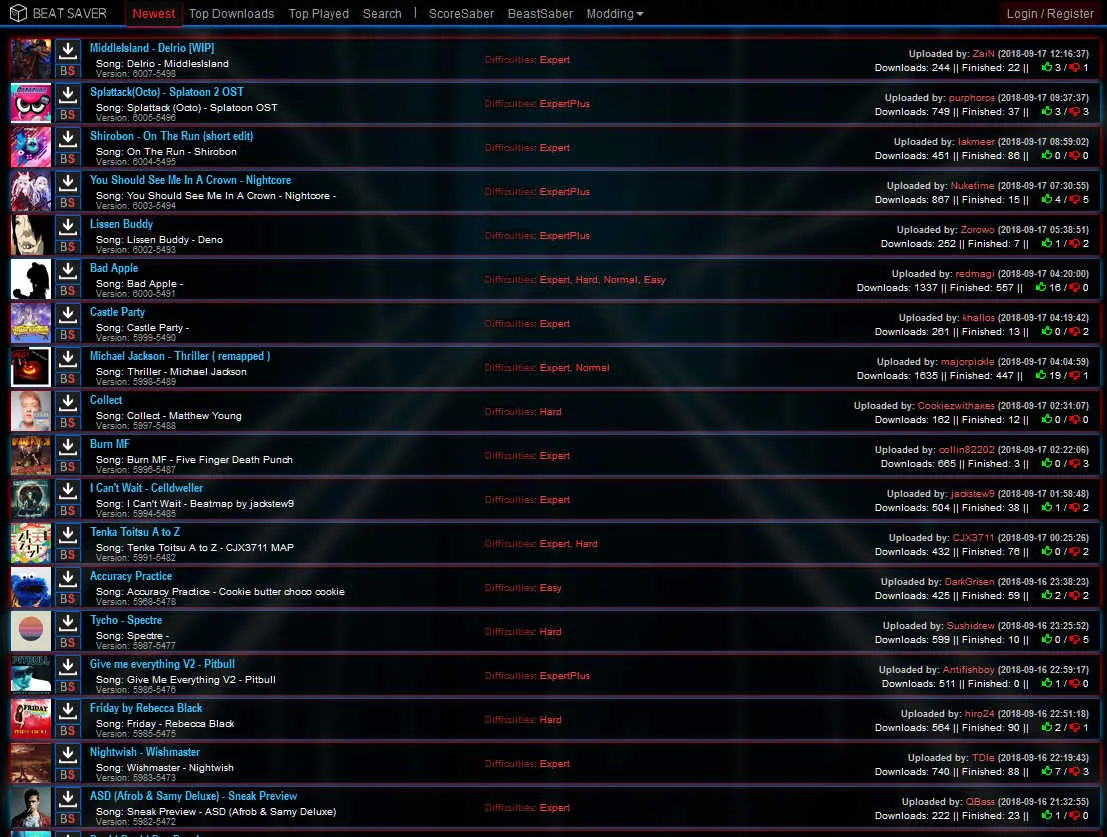 BEAT SAVER Newest Top Downloads Top Played Search | ScoreSaber BeastSaber Modding Login / Register
MiddleIsland - Delrio [WIP]
Song: Delrio - MiddlesIsland
Version: 6007-5498
BS
Difficulties: Expert
Uploaded by: ZaiN (2018-09-17 12:16:37)
Downloads: 244 || Finished: 22 || 3 / 1
Splattack(Octo) - Splatoon 2 OST
Song: Splattack (Octo) - Splatoon OST
Version: 6005-5496
BS
Difficulties: ExpertPlus
Uploaded by: purphoros (2018-09-17 09:37:37)
Downloads: 749 || Finished: 37 || 3 / 3
Shirobon - On The Run (short edit)
Song: On The Run - Shirobon
Version: 6004-5495
BS
Difficulties: Expert
Uploaded by: lakmeer (2018-09-17 08:59:02)
Downloads: 451 || Finished: 86 || 0 / 0
You Should See Me In A Crown - Nightcore
Song: You Should See Me In A Crown - Nightcore -
Version: 6003-5494
BS
Difficulties: ExpertPlus
Uploaded by: Nuketime (2018-09-17 07:30:55)
Downloads: 867 || Finished: 15 || 4 / 5
Lissen Buddy
Song: Lissen Buddy - Deno
Version: 6002-5493
BS
Difficulties: ExpertPlus
Uploaded by: Zorowo (2018-09-17 05:38:51)
Downloads: 252 || Finished: 7 || 1 / 2
Bad Apple
Song: Bad Apple -
Version: 6000-5491
BS
Difficulties: Expert, Hard, Normal, Easy
Uploaded by: redmagi (2018-09-17 04:20:00)
Downloads: 1337 || Finished: 557 || 16 / 0
Castle Party
Song: Castle Party -
Version: 5999-5490
BS
Difficulties: Expert
Uploaded by: khallos (2018-09-17 04:19:42)
Downloads: 261 || Finished: 13 || 0 / 2
Michael Jackson - Thriller ( remapped )
Song: Thriller - Michael Jackson
Version: 5998-5489
BS
Difficulties: Expert, Normal
Uploaded by: majorpickle (2018-09-17 04:04:59)
Downloads: 1635 || Finished: 447 || 19 / 1
Collect
Song: Collect - Matthew Young
Version: 5997-5488
BS
Difficulties: Hard
Uploaded by: Cookiezwithaxes (2018-09-17 02:31:07)
Downloads: 162 || Finished: 12 || 0 / 0
Burn MF
Song: Burn MF - Five Finger Death Punch
Version: 5996-5487
BS
Difficulties: Expert
Uploaded by: collin82202 (2018-09-17 02:22:06)
Downloads: 665 || Finished: 3 || 0 / 3
I Can't Wait - Celldweller
Song: I Can't Wait - Beatmap by jackstew9
Version: 5994-5485
BS
Difficulties: Expert
Uploaded by: jackstew9 (2018-09-17 01:58:48)
Downloads: 504 || Finished: 38 || 1 / 2
Tenka Toitsu A to Z
Song: Tenka Toitsu A to Z - CJX3711 MAP
Version: 5991-5482
BS
Difficulties: Expert, Hard
Uploaded by: CJX3711 (2018-09-17 00:25:26)
Downloads: 432 || Finished: 76 || 0 / 2
Accuracy Practice
Song: Accuracy Practice - Cookie butter choco cookie
Version: 5968-5478
BS
Difficulties: Easy
Uploaded by: DarkGrisen (2018-09-16 23:38:23)
Downloads: 425 || Finished: 59 || 2 / 2
Tycho - Spectre
Song: Spectre -
Version: 5987-5477
BS
Difficulties: Hard
Uploaded by: Sushidrew (2018-09-16 23:25:52)
Downloads: 599 || Finished: 10 || 0 / 5
PITBULL
Give me everything V2 - Pitbull
Song: Give Me Everything V2 - Pitbull
Version: 5986-5476
BS
Difficulties: ExpertPlus
Uploaded by: Antifishboy (2018-09-16 22:59:17)
Downloads: 511 || Finished: 0 || 1 / 0
FRIDAY
Friday by Rebecca Black
Song: Friday - Rebecca Black
Version: 5985-5475
BS
Difficulties: Hard
Uploaded by: hiro24 (2018-09-16 22:51:18)
Downloads: 564 || Finished: 90 || 2 / 1
Nightwish - Wishmaster
Song: Wishmaster - Nightwish
Version: 5983-5473
BS
Difficulties: Expert
Uploaded by: TDIe (2018-09-16 22:19:43)
Downloads: 740 || Finished: 88 || 7 / 3
ASD (Afrob & Samy Deluxe) - Sneak Preview
Song: Sneak Preview - ASD (Afrob & Samy Deluxe)
Version: 5982-5472
BS
Difficulties: Expert
Uploaded by: QBass (2018-09-16 21:32:55)
Downloads: 222 || Finished: 23 || 1 / 0